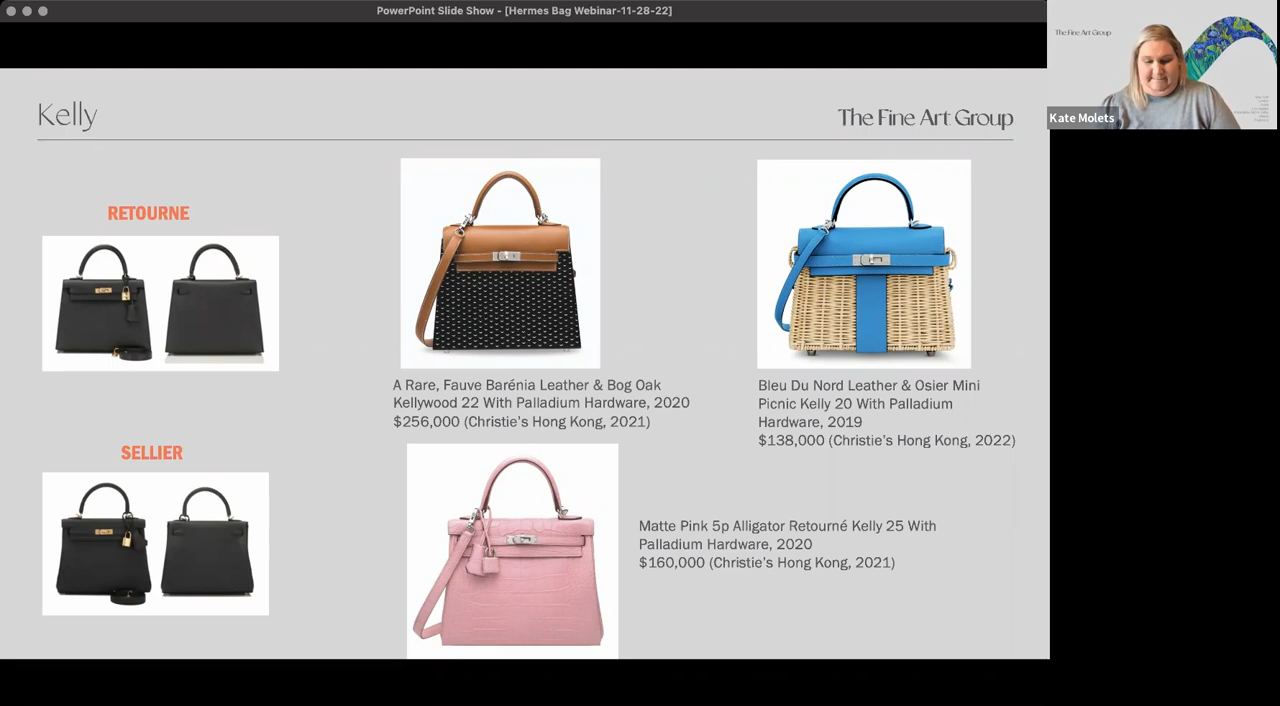 PowerPoint Slide Show - [Hermes Bag Webinar-11-28-22]
The Fine Art Group
Kate Molets
Kelly
The Fine Art Group
RETOURNE
A Rare, Fauve Barénia Leather & Bog Oak
Kellywood 22 With Palladium Hardware, 2020
$256,000 (Christie's Hong Kong, 2021)
Bleu Du Nord Leather & Osier Mini
Picnic Kelly 20 With Palladium
Hardware, 2019
$138,000 (Christie's Hong Kong, 2022)
SELLIER
Matte Pink 5p Alligator Retourné Kelly 25 With
Palladium Hardware, 2020
$160,000 (Christie's Hong Kong, 2021)